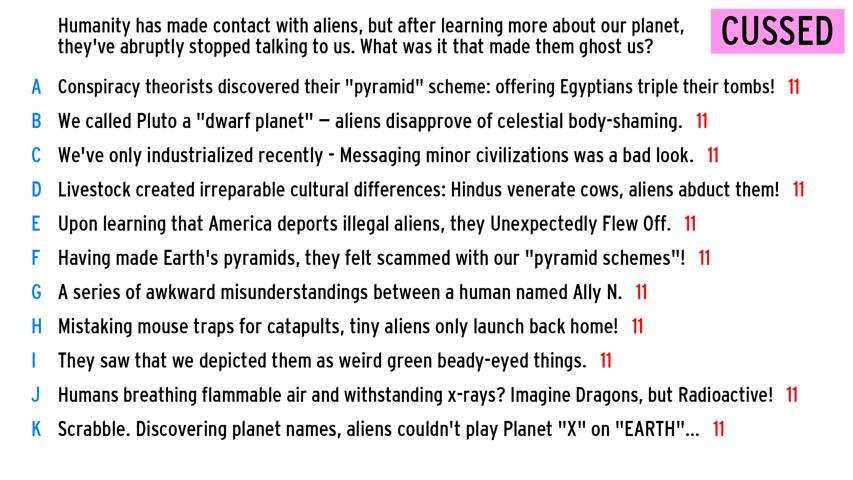 Humanity has made contact with aliens, but after learning more about our planet,
they've abruptly stopped talking to us. What was it that made them ghost us?
CUSSED
A Conspiracy theorists discovered their "pyramid" scheme: offering Egyptians triple their tombs! 11
B We called Pluto a "dwarf planet" – aliens disapprove of celestial body-shaming. 11
C We've only industrialized recently - Messaging minor civilizations was a bad look. 11
D Livestock created irreparable cultural differences: Hindus venerate cows, aliens abduct them! 11
E Upon learning that America deports illegal aliens, they Unexpectedly Flew Off. 11
F Having made Earth's pyramids, they felt scammed with our "pyramid schemes"! 11
G A series of awkward misunderstandings between a human named Ally N. 11
H Mistaking mouse traps for catapults, tiny aliens only launch back home! 11
I They saw that we depicted them as weird green beady-eyed things. 11
J Humans breathing flammable air and withstanding x-rays? Imagine Dragons, but Radioactive! 11
K Scrabble. Discovering planet names, aliens couldn't play Planet "X" on "EARTH"... 11